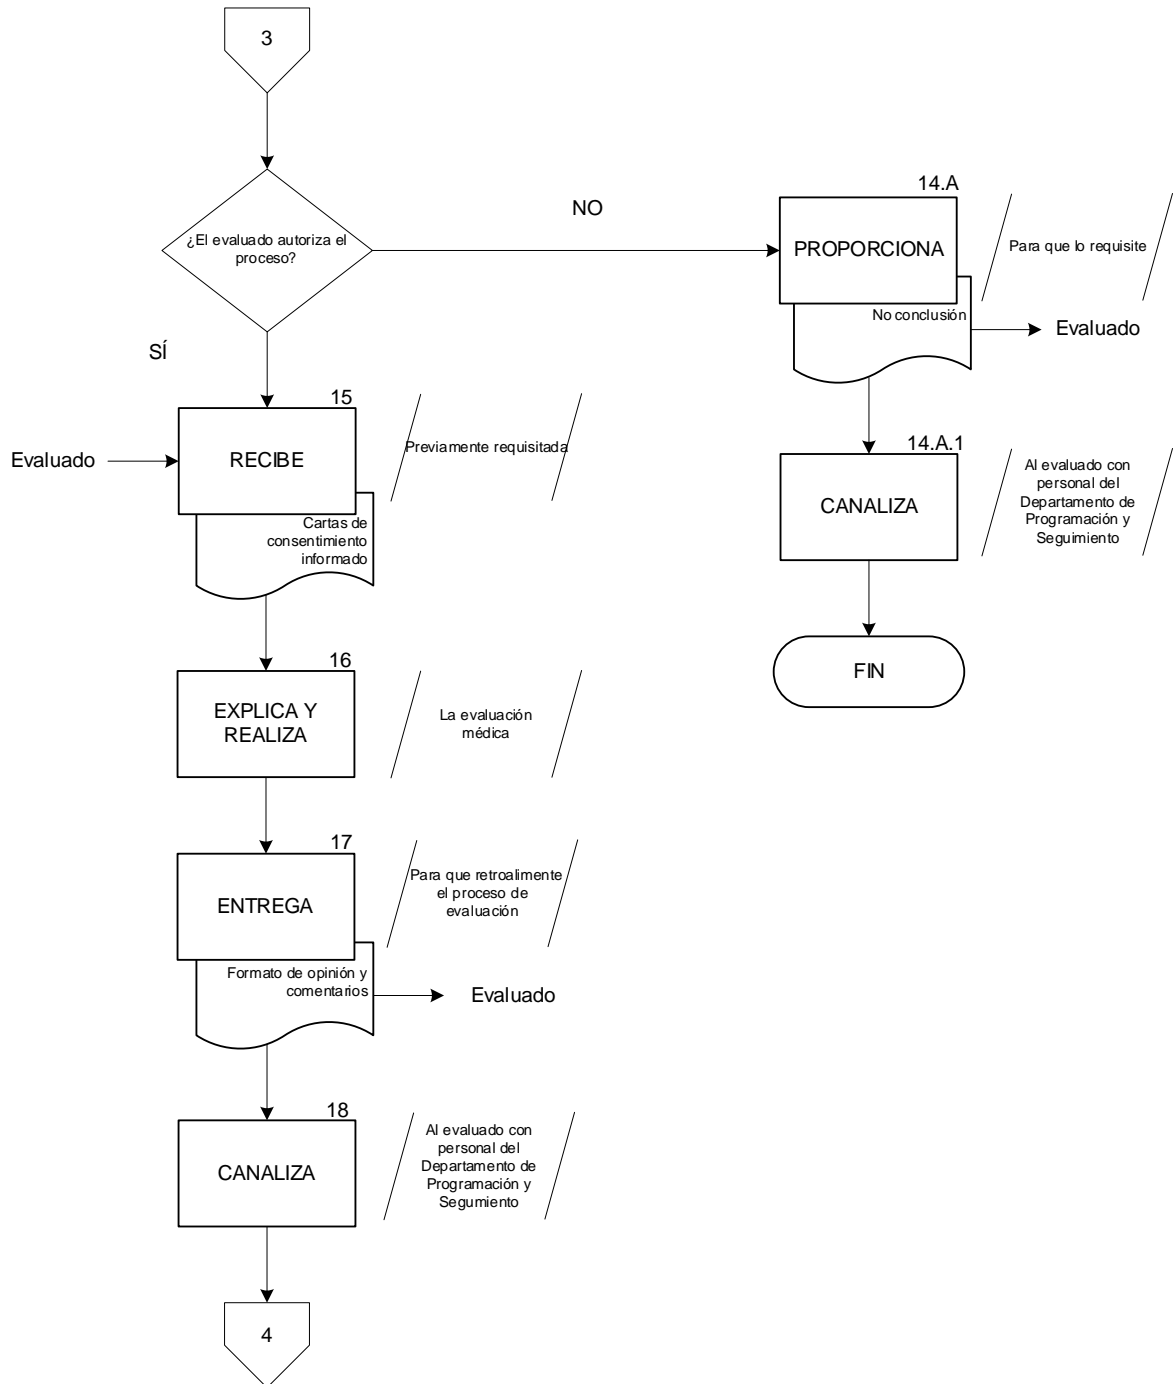 3
¿El evaluado autoriza el
proceso?
NO
14.A
PROPORCIONA
Para que lo requisite
No conclusión
Evaluado
SÍ
15
Evaluado
RECIBE
Previamente requisitada
Cartas de
consentimiento
informado
14.A.1
CANALIZA
Al evaluado con
personal del
Departamento de
Programación y
Seguimiento
FIN
16
EXPLICA Y
REALIZA
La evaluación
médica
17
ENTREGA
Para que retroalimente
el proceso de
evaluación
Formato de opinión y
comentarios
Evaluado
18
CANALIZA
Al evaluado con
personal del
Departamento de
Programación y
Segumiento
4